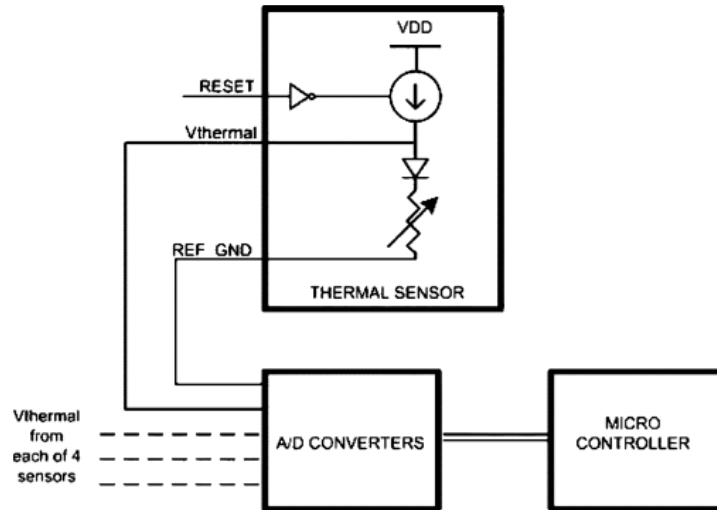 VDD
RESET
Vthermal
REF GND
THERMAL SENSOR
Vthermal
from
each of 4
sensors
A/D CONVERTERS
MICRO
CONTROLLER